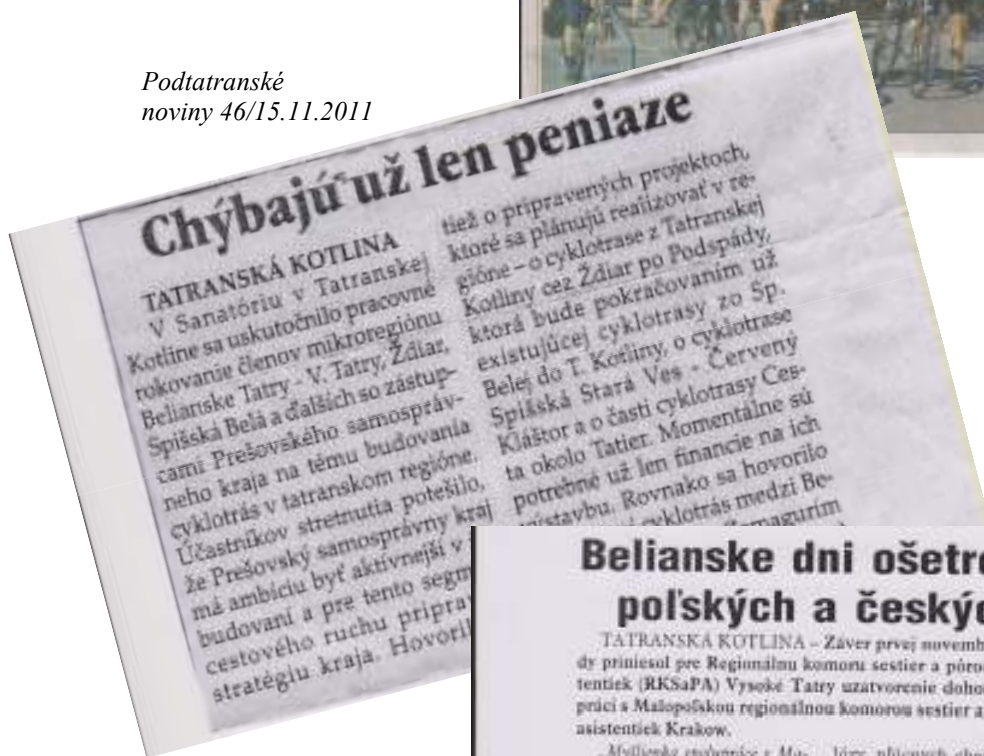 Podtatranské
noviny 46/15.11.2011
Chýbajú už len peniaze
TATRANSKÁ KOTLINA
V Sanatóriu v Tatranskej
Kotline sa uskutočnilo pracovné
rokovanie členov mikroregiónu
Belianske Tatry - V. Tatry, Ždiar,
Spišská Belá a ďalších so zástup-
cami Prešovského samospráv-
neho kraja na tému budovania
cyklotrás v tatranskom regióne.
Účastníkov stretnutia potešilo,
že Prešovský samosprávny kraj
má ambíciu byť aktívnejší v
budovaní a pre tento segm
cestového ruchu priprav
stratégiu kraja. Hovoril
tiež o pripravených projektoch,
ktoré sa plánujú realizovať v re-
gióne – o cyklotrase z Tatranskej
Kotliny cez Ždiar po Podspády,
ktorá bude pokračovaním už
existujúcej cyklotrasy zo Sp.
Belej do T. Kotliny, o cyklotrase
Spišská Stará Ves - Červený
Kláštor a o časti cyklotrasy Ces-
ta okolo Tatier. Momentálne sú
potrebné už len financie na ich
výstavbu. Rovnako sa hovorilo
cyklotrás medzi Be-
magurím
Belianske dni ošetr
poľských a český
TATRANSKÁ KOTLINA – Záver prvej novemb
dy priniesol pre Regionálnu komoru sestier a pôro
tentiek (RKSaPA) Vysoké Tatry uzatvorenie doho
práci s Malopoľskou regionálnou komorou sestier a
asistentiek Krakow.